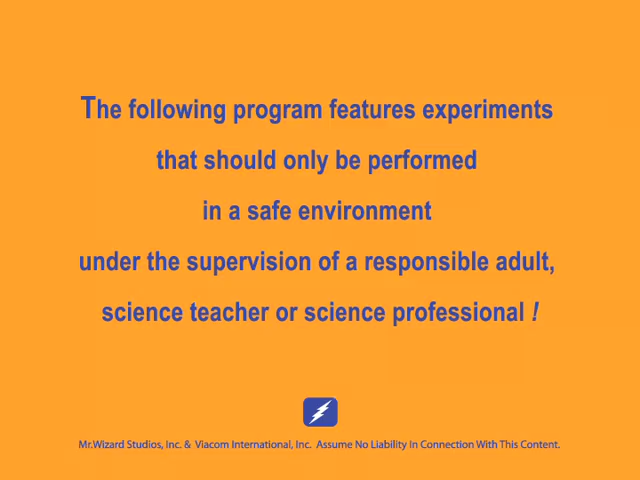 The following program features experiments
that should only be performed
in a safe environment
under the supervision of a responsible adult,
science teacher or science professional !
Mr.Wizard Studios, Inc. & Viacom International, Inc. Assume No Liability In Connection With This Content.